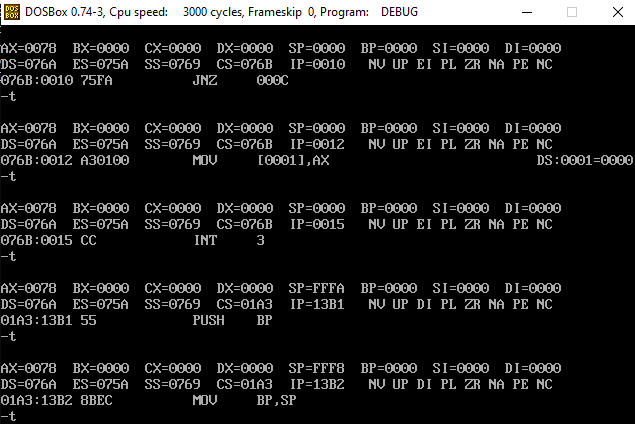 DOS BOX DOSBox 0.74-3, Cpu speed: 3000 cycles, Frameskip 0, Program: DEBUG
AX=0078 BX=0000 CX=0000 DX=0000 SP=0000 BP=0000 SI=0000 DI=0000
DS=076A ES=075A SS=0769 CS=076B IP=0010 NV UP EI PL ZR NA PE NC
076B:0010 75FA JNZ 000C
-t
AX=0078 BX=0000 CX=0000 DX=0000 SP=0000 BP=0000 SI=0000 DI=0000
DS=076A ES=075A SS=0769 CS=076B IP=0012 NV UP EI PL ZR NA PE NC
076B:0012 A30100 MOV [0001],AX DS:0001=0000
-t
AX=0078 BX=0000 CX=0000 DX=0000 SP=0000 BP=0000 SI=0000 DI=0000
DS=076A ES=075A SS=0769 CS=076B IP=0015 NV UP EI PL ZR NA PE NC
076B:0015 CC INT 3
-t
AX=0078 BX=0000 CX=0000 DX=0000 SP=FFFA BP=0000 SI=0000 DI=0000
DS=076A ES=075A SS=0769 CS=01A3 IP=13B1 NV UP DI PL ZR NA PE NC
01A3:13B1 55 PUSH BP
-t
AX=0078 BX=0000 CX=0000 DX=0000 SP=FFF8 BP=0000 SI=0000 DI=0000
DS=076A ES=075A SS=0769 CS=01A3 IP=13B2 NV UP DI PL ZR NA PE NC
01A3:13B2 8BEC MOV BP,SP
-t